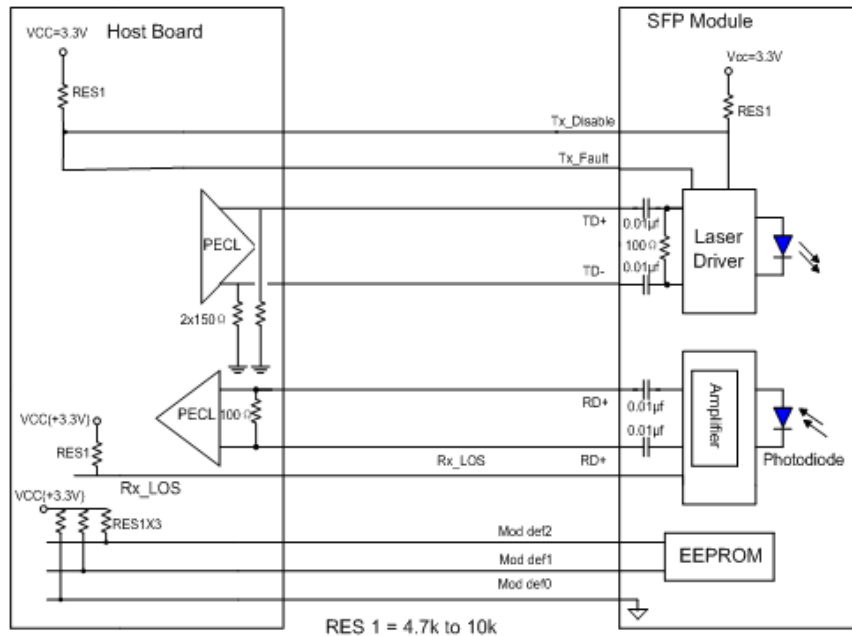 Host Board
SFP Module
VCC=3.3V
Vcc=3.3V
RES1
RES1
Tx_Disable
Tx_Fault
PECL
TD+
0.01μf
100Ω
Laser
Driver
TD-
0.01μf
2x150Ω
PECL
100Ω
RD+
0.01μf
Amplifier
VCC(+3.3V)
0.01μf
RES1
Rx_LOS
RD+
Photodiode
Rx_LOS
VCC(+3.3V)
RES1X3
Mod def2
EEPROM
Mod def1
Mod def0
RES 1 = 4.7k to 10k